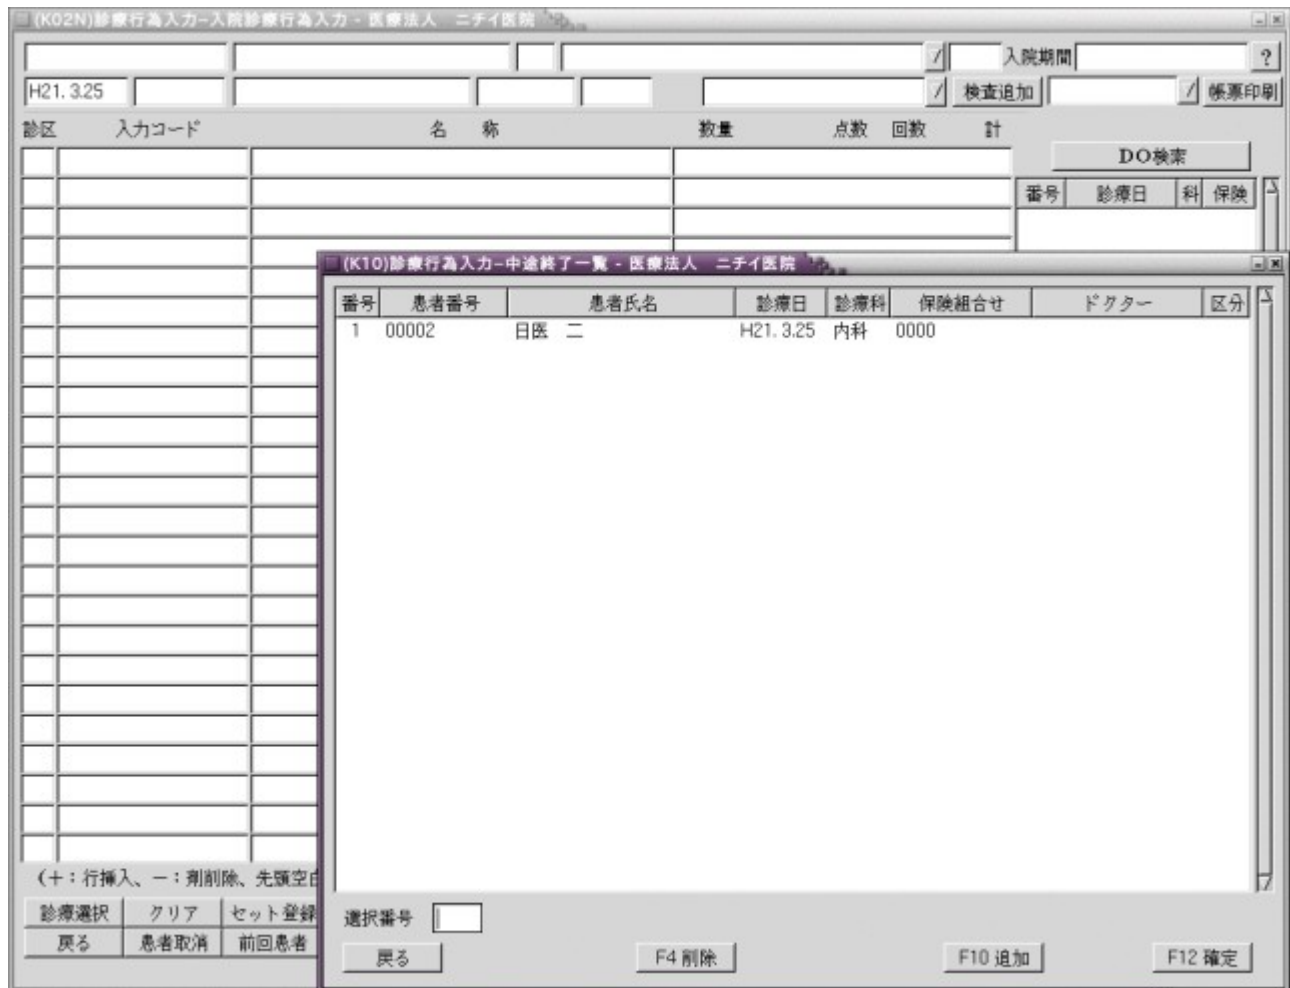 (K02N)診療行為入力–入院診療行為入力 - 医療法人 ニチイ医院
入院期間 ?
H21. 3.25 検査追加 帳票印刷
診区 入力コード 名 称 数量 点数 回数 計
DO検索
番号 診療日 科 保険
(K10)診療行為入力–中途終了一覧 - 医療法人 ニチイ医院
番号 患者番号 患者氏名 診療日 診療科 保険組合せ ドクター 区分
1 00002 日医 二 H21. 3.25 内科 0000
(＋：行挿入、－：剤削除、先頭空白
診療選択 クリア セット登録
戻る 患者取消 前回患者
選択番号
戻る F4 削除 F10 追加 F12 確定